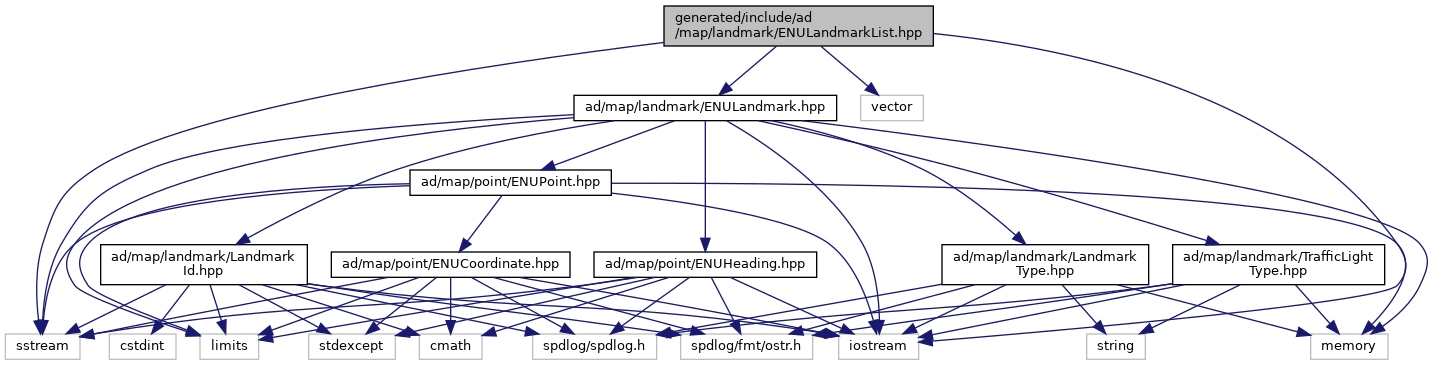 generated/include/ad
/map/landmark/ENULandmarkList.hpp
ad/map/landmark/ENULandmark.hpp
vector
ad/map/point/ENUPoint.hpp
ad/map/landmark/Landmark
Id.hpp
ad/map/point/ENUCoordinate.hpp
ad/map/point/ENUHeading.hpp
ad/map/landmark/Landmark
Type.hpp
ad/map/landmark/TrafficLight
Type.hpp
sstream
cstdint
limits
stdexcept
cmath
spdlog/spdlog.h
spdlog/fmt/ostr.h
iostream
string
memory